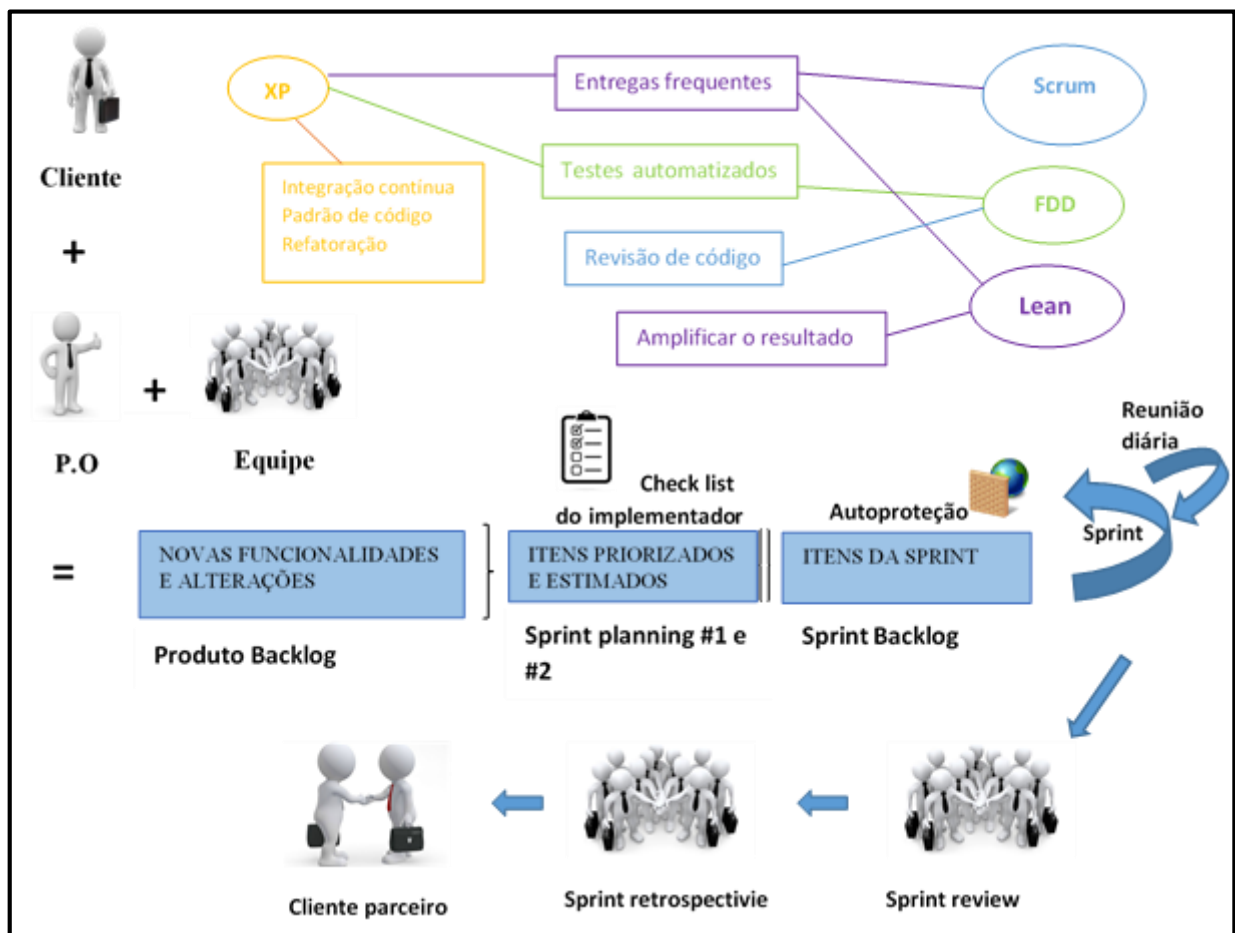 XP
Entregas frequentes
Scrum
Cliente
Integração contínua
Padrão de código
Refatoração
Testes automatizados
FDD
+
Revisão de código
Lean
Amplificar o resultado
+
P.O
Equipe
Reunião
diária
Check list
do implementador
Autoproteção
Sprint
=
NOVAS FUNCIONALIDADES
E ALTERAÇÕES
ITENS PRIORIZADOS
E ESTIMADOS
ITENS DA SPRINT
Produto Backlog
Sprint planning #1 e
#2
Sprint Backlog
Cliente parceiro
Sprint retrospectivie
Sprint review